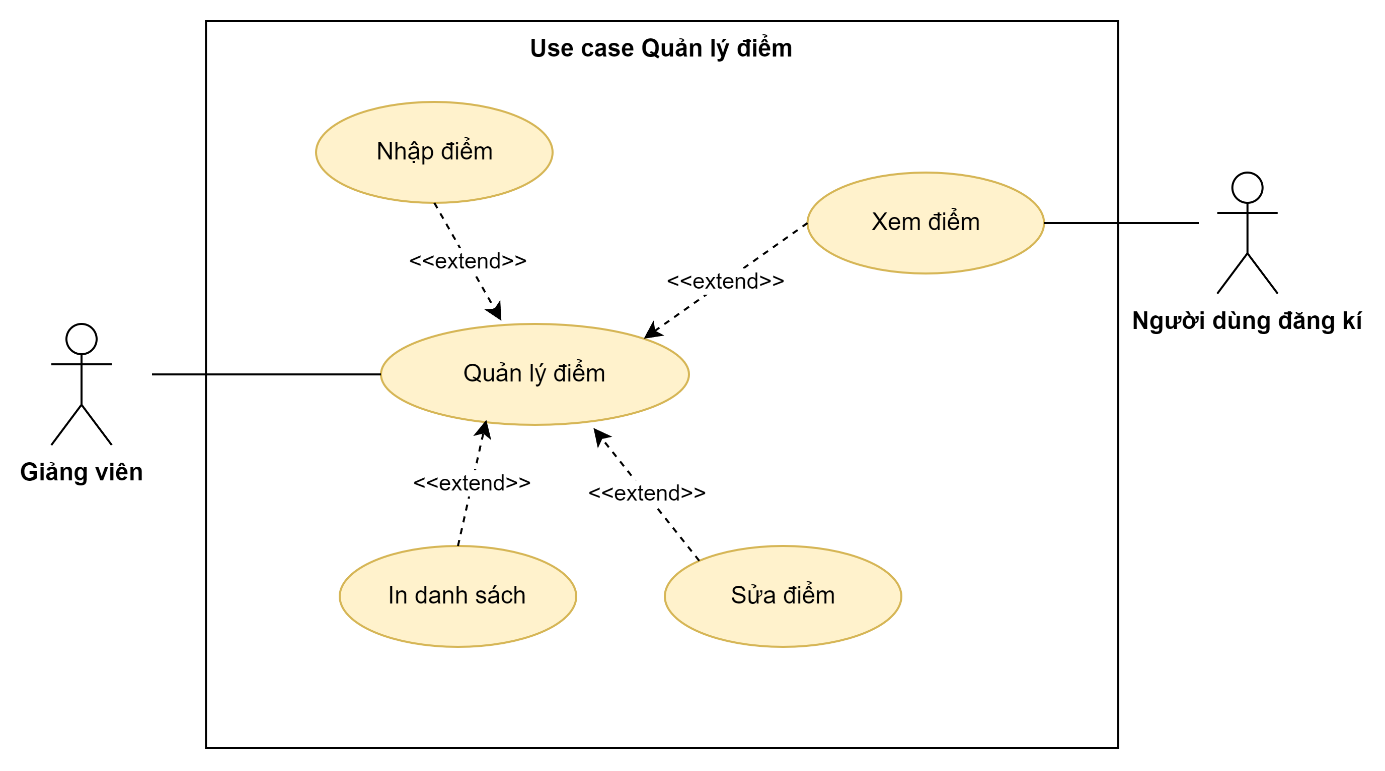 Use case Quản lý điểm
Nhập điểm
Xem điểm
<<extend>>
<<extend>>
Người dùng đăng kí
Quản lý điểm
Giảng viên
<<extend>>
<<extend>>
In danh sách
Sửa điểm